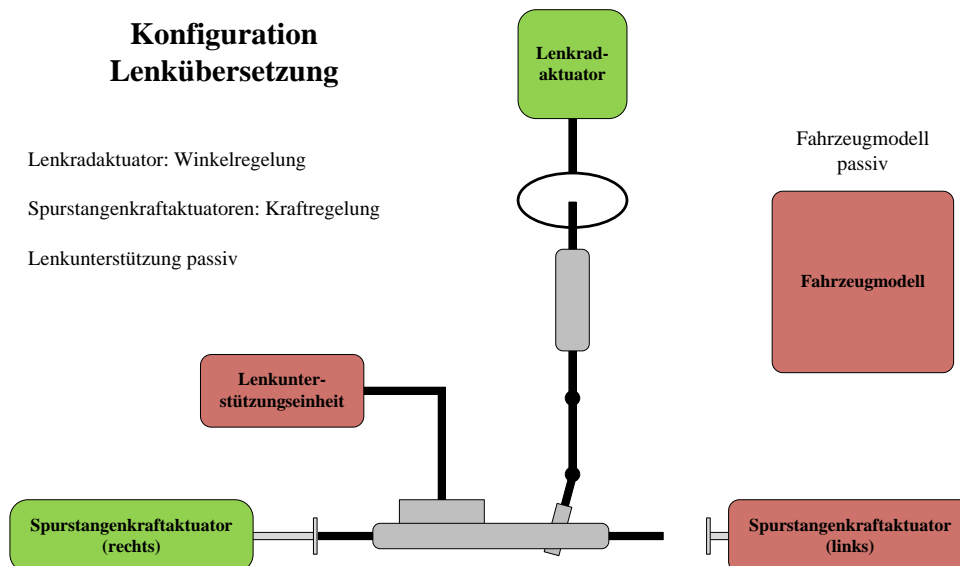 Konfiguration
Lenkübersetzung
Lenkradaktuator: Winkelregelung
Spurstangenkraftaktuatoren: Kraftregelung
Lenkunterstützung passiv
Lenkrad-
aktuator
Fahrzeugmodell
passiv
Fahrzeugmodell
Lenkunter-
stützungseinheit
Spurstangenkraftaktuator
(rechts)
Spurstangenkraftaktuator
(links)